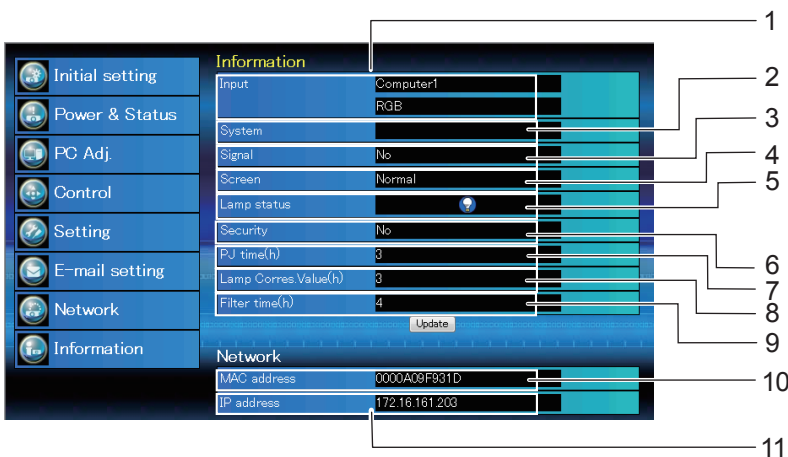 1
Information
Initial setting
Input Computer1
RGB
2
Power & Status
System
3
PC Adj.
Signal No
4
Screen Normal
5
Control
Lamp status
Setting
Security No
6
PJ time(h) 3
7
E-mail setting
Lamp Corres.Value(h) 3
8
Network
Filter time(h) 4
9
Update
Information
Network
MAC address 0000A09F931D
10
IP address 172.16.161.203
11